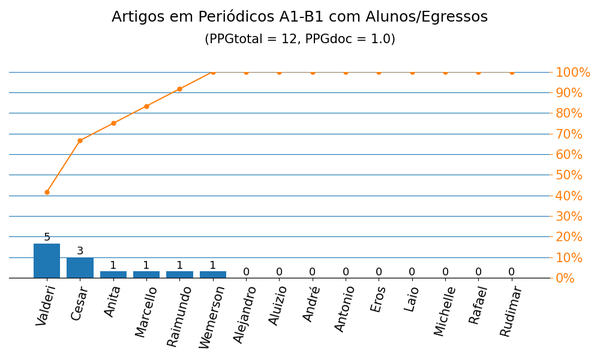 Artigos em Periódicos A1-B1 com Alunos/Egressos
(PPGtotal = 12, PPGdoc = 1.0)
100%
90%
80%
70%
60%
50%
40%
30%
20%
10%
0%
5
3
1
1
1
1
0
0
0
0
0
0
0
0
0
Valderi
Cesar
Anita
Marcello
Raimundo
Wemerson
Alejandro
Aluizio
André
Antonio
Eros
Laio
Michelle
Rafael
Rudimar